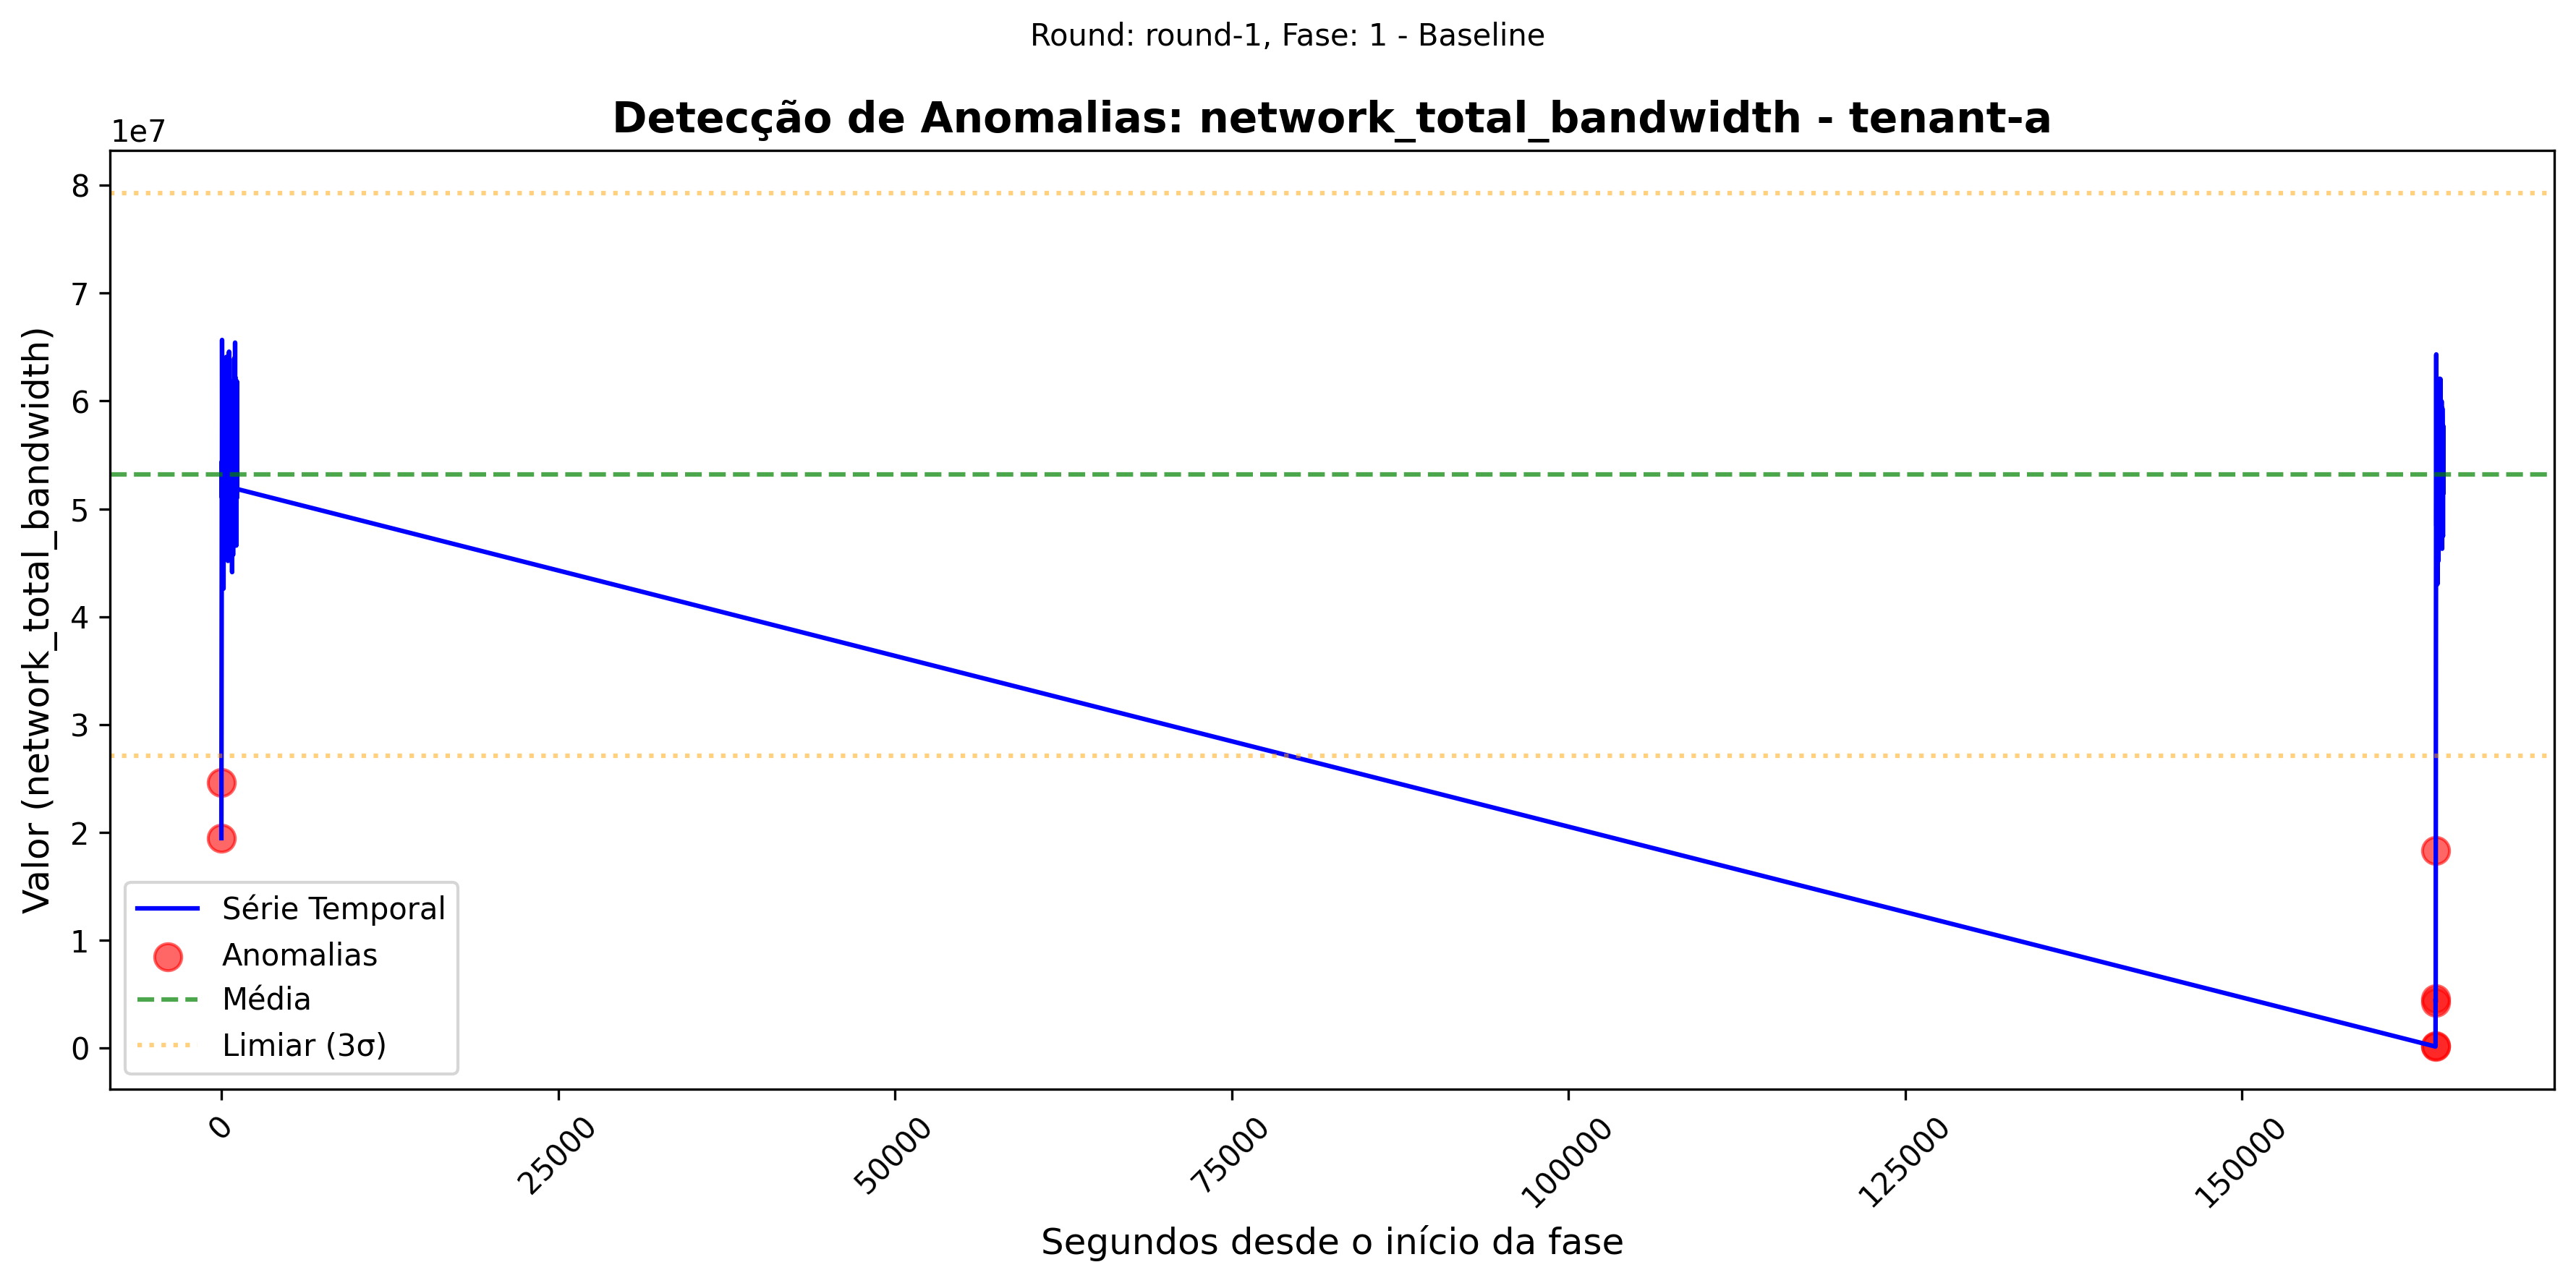 Round: round-1, Fase: 1 - Baseline
Detecção de Anomalias: network_total_bandwidth - tenant-a
1e7
8
7
6
5
4
3
2
1
0
Valor (network_total_bandwidth)
Série Temporal
Anomalias
Média
Limiar (3σ)
0
25000
50000
75000
100000
125000
150000
Segundos desde o início da fase